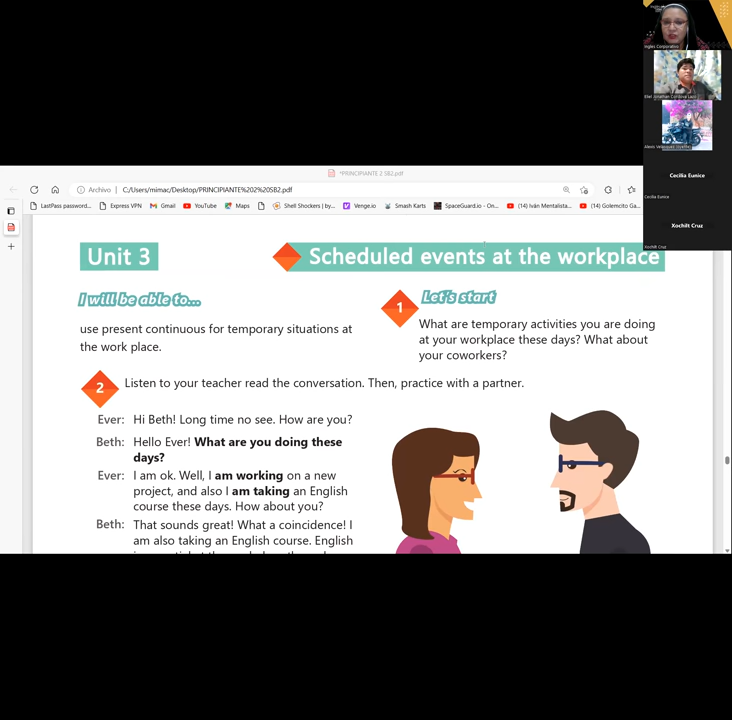 *PRINCIPIANTE 2 SB2.pdf
Archivo | C:/Users/mimac/Desktop/PRINCIPIANTE%202%20SB2.pdf
LastPass password... Express VPN Gmail YouTube Maps Shell Shockers | by... Venge.io Smash Karts SpaceGuard.io - On... (14) Iván Mentalista... (14) Golemcito Ga...
Ingles Corporativo
Cecilia Eunice
Cecilia Eunice
Xochilt Cruz
Xochilt Cruz
Unit 3
Scheduled events at the workplace
I will be able to...
use present continuous for temporary situations at
the work place.
1
Let's start
What are temporary activities you are doing
at your workplace these days? What about
your coworkers?
2
Listen to your teacher read the conversation. Then, practice with a partner.
Ever: Hi Beth! Long time no see. How are you?
Beth: Hello Ever! What are you doing these
days?
Ever: I am ok. Well, I am working on a new
project, and also I am taking an English
course these days. How about you?
Beth: That sounds great! What a coincidence! I
am also taking an English course. English